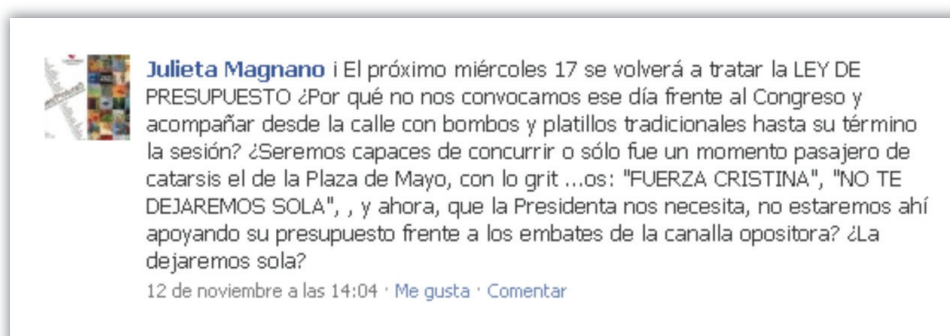 Julieta Magnano i El próximo miércoles 17 se volverá a tratar la LEY DE
PRESUPUESTO ¿Por qué no nos convocamos ese día frente al Congreso y
acompañar desde la calle con bombos y platillos tradicionales hasta su término
la sesión? ¿Seremos capaces de concurrir o sólo fue un momento pasajero de
catarsis el de la Plaza de Mayo, con lo grit ...os: "FUERZA CRISTINA", "NO TE
DEJAREMOS SOLA", , y ahora, que la Presidenta nos necesita, no estaremos ahí
apoyando su presupuesto frente a los embates de la canalla opositora? ¿La
dejaremos sola?
12 de noviembre a las 14:04 · Me gusta · Comentar